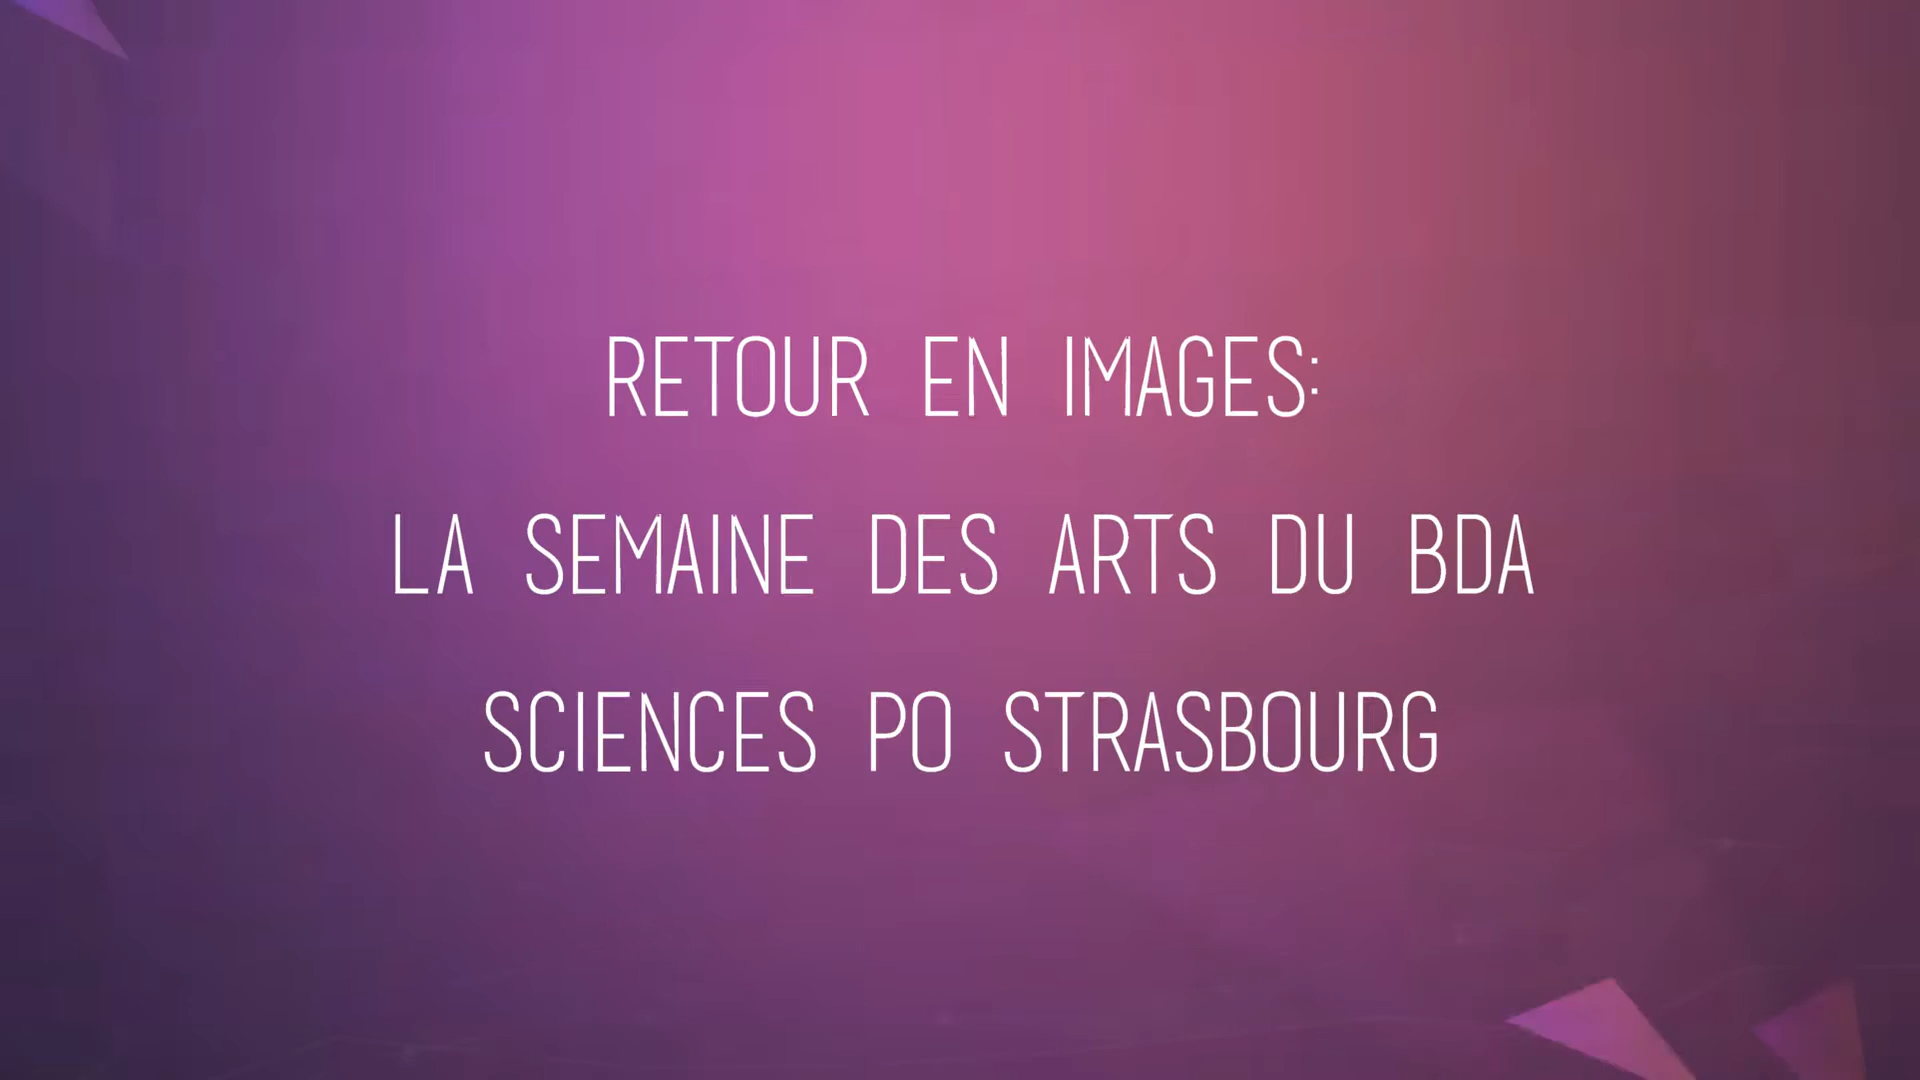 RETOUR EN IMAGES:
LA SEMAINE DES ARTS DU BDA
SCIENCES PO STRASBOURG